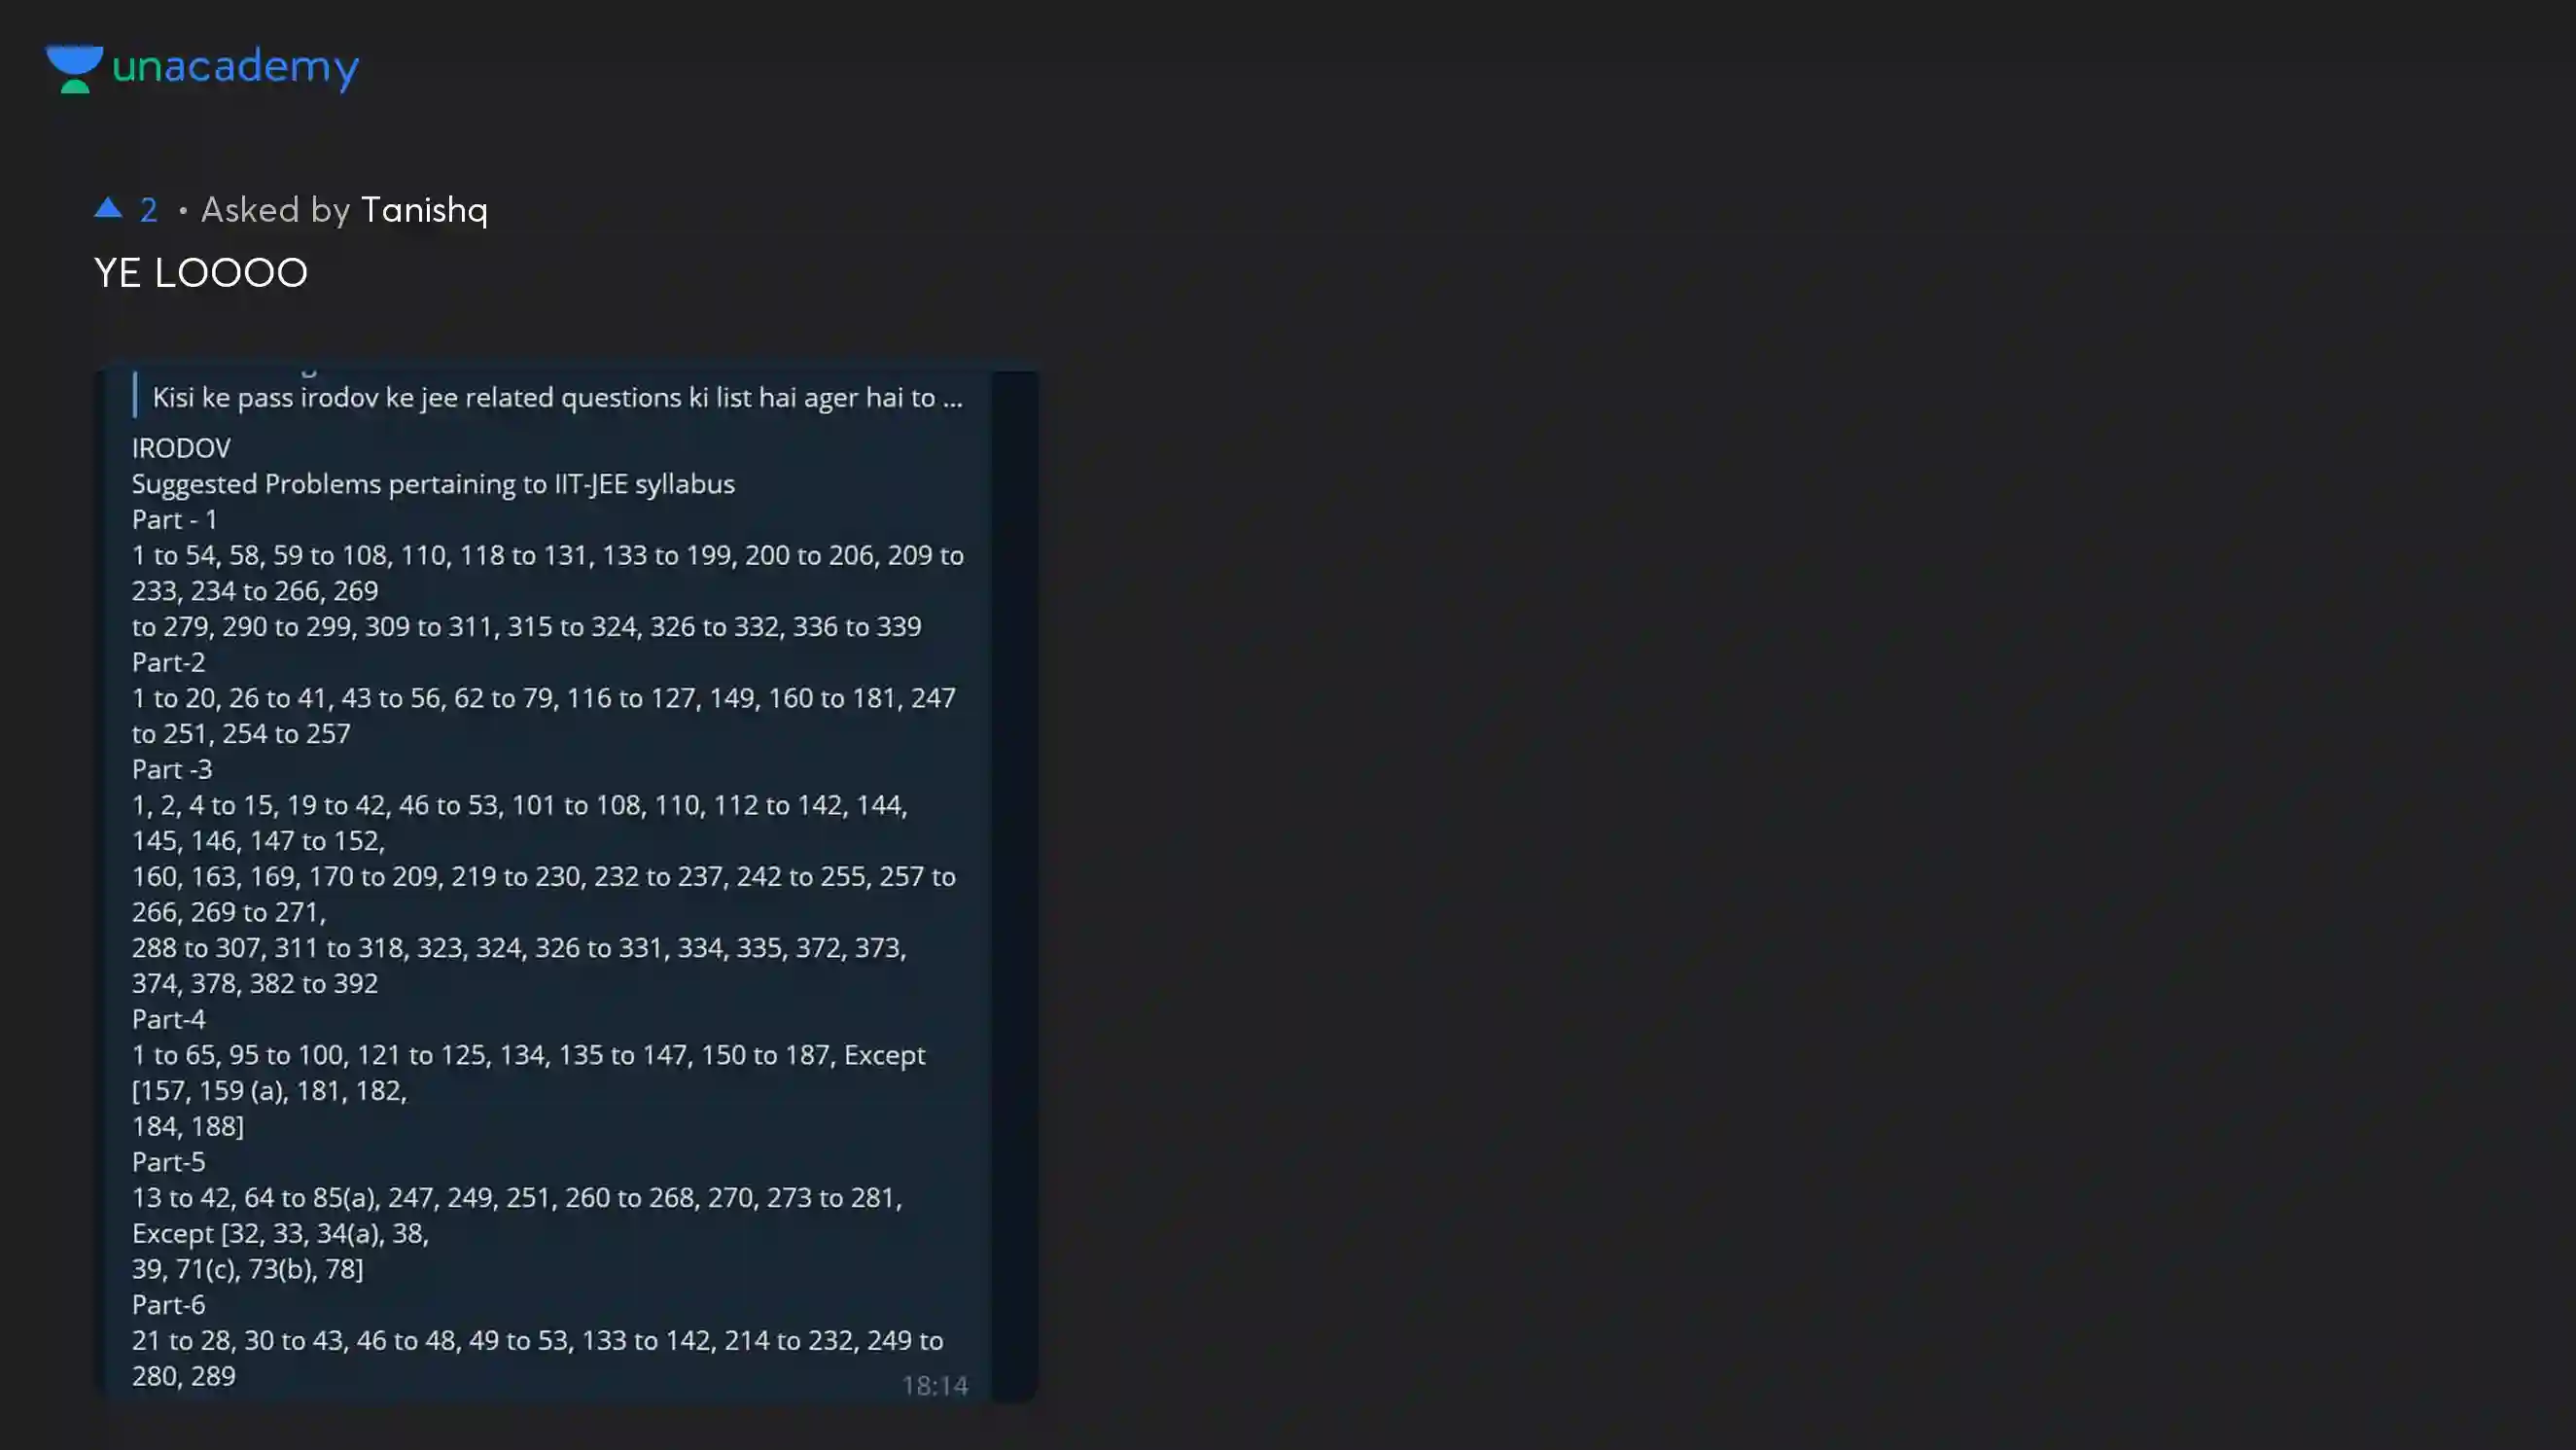 unacademy
2 • Asked by Tanishq
YE LOOOO
Kisi ke pass irodov ke jee related questions ki list hai ager hai to ...
IRODOV
Suggested Problems pertaining to IIT-JEE syllabus
Part - 1
1 to 54, 58, 59 to 108, 110, 118 to 131, 133 to 199, 200 to 206, 209 to
233, 234 to 266, 269
to 279, 290 to 299, 309 to 311, 315 to 324, 326 to 332, 336 to 339
Part-2
1 to 20, 26 to 41, 43 to 56, 62 to 79, 116 to 127, 149, 160 to 181, 247
to 251, 254 to 257
Part -3
1, 2, 4 to 15, 19 to 42, 46 to 53, 101 to 108, 110, 112 to 142, 144,
145, 146, 147 to 152,
160, 163, 169, 170 to 209, 219 to 230, 232 to 237, 242 to 255, 257 to
266, 269 to 271,
288 to 307, 311 to 318, 323, 324, 326 to 331, 334, 335, 372, 373,
374, 378, 382 to 392
Part-4
1 to 65, 95 to 100, 121 to 125, 134, 135 to 147, 150 to 187, Except
[157, 159 (a), 181, 182,
184, 188]
Part-5
13 to 42, 64 to 85(a), 247, 249, 251, 260 to 268, 270, 273 to 281,
Except [32, 33, 34(a), 38,
39, 71(c), 73(b), 78]
Part-6
21 to 28, 30 to 43, 46 to 48, 49 to 53, 133 to 142, 214 to 232, 249 to
280, 289
18:14